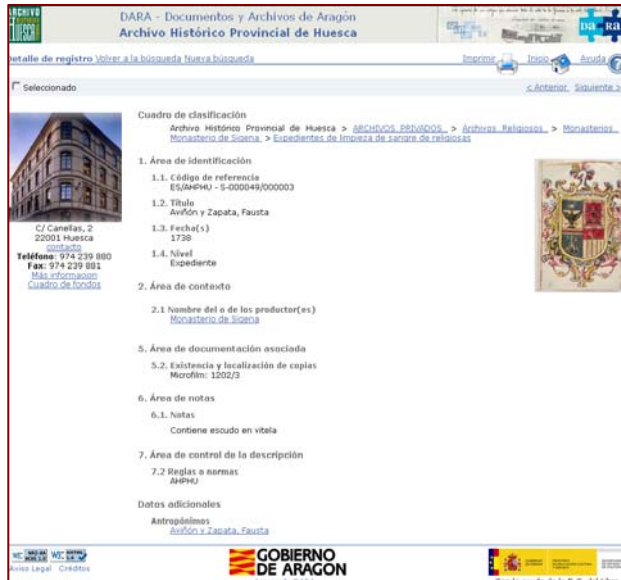 ARCHIVO
HUESCA
DARA - Documentos y Archivos de Aragón
Archivo Histórico Provincial de Huesca
DARA
Detalle de registro Volver a la búsqueda Nueva búsqueda
Imprimir Inicio Ayuda
Seleccionado
< Anterior Siguiente >
C/ Canellas, 2
22001 Huesca
contacto
Teléfono: 974 239 880
Fax: 974 239 881
Más informacion
Cuadro de fondos
Cuadro de clasificación
Archivo Histórico Provincial de Huesca > ARCHIVOS PRIVADOS > Archivos Religiosos > Monasterios >
Monasterio de Sigena > Expedientes de limpieza de sangre de religiosas
1. Área de identificación
1.1. Código de referencia
ES/AHPHU - S-000049/000003
1.2. Título
Aviñón y Zapata, Fausta
1.3. Fecha(s)
1738
1.4. Nivel
Expediente
2. Área de contexto
2.1 Nombre del o de los productor(es)
Monasterio de Sigena
5. Área de documentación asociada
5.2. Existencia y localización de copias
Microfilm: 1202/3
6. Área de notas
6.1. Notas
Contiene escudo en vitela
7. Área de control de la descripción
7.2 Reglas o normas
AHPHU
Datos adicionales
Antropónimos
Aviñón y Zapata, Fausta
Aviso Legal Créditos
GOBIERNO
DE ARAGON